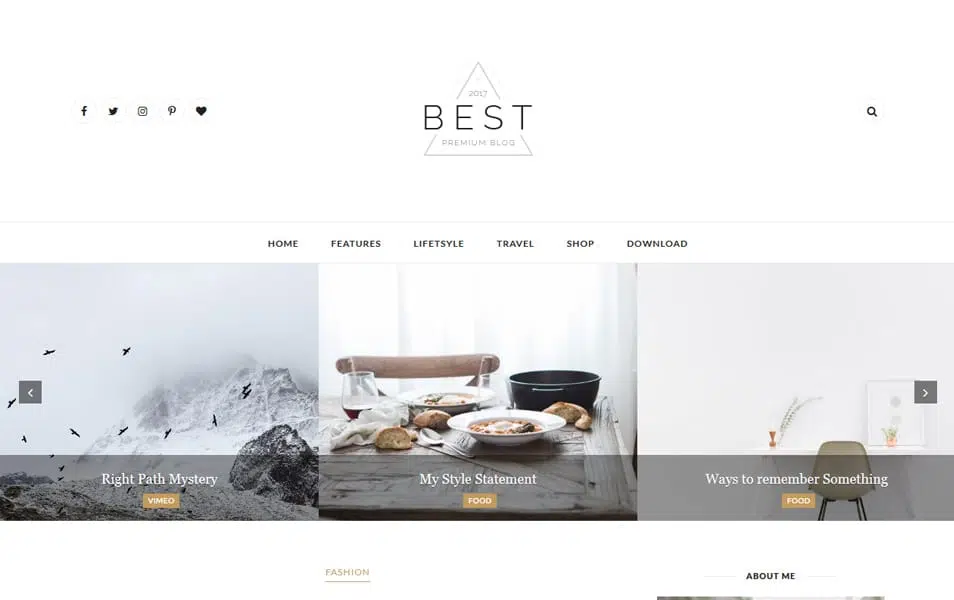 2017
BEST
PREMIUM BLOG
HOME FEATURES LIFETSYLE TRAVEL SHOP DOWNLOAD
Right Path Mystery
VIMEO
My Style Statement
FOOD
Ways to remember Something
FOOD
FASHION
ABOUT ME